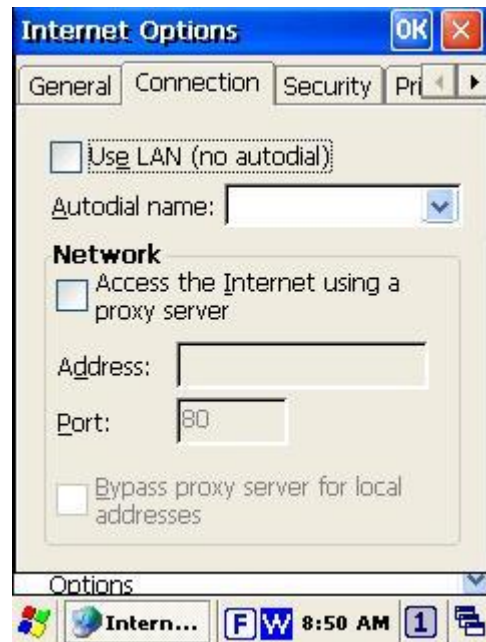 Internet Options OK
General Connection Security Pri
Use LAN (no autodial)
Autodial name:
Network
Access the Internet using a
proxy server
Address:
Port: 80
Bypass proxy server for local
addresses
Options
Intern... F W 8:50 AM 1